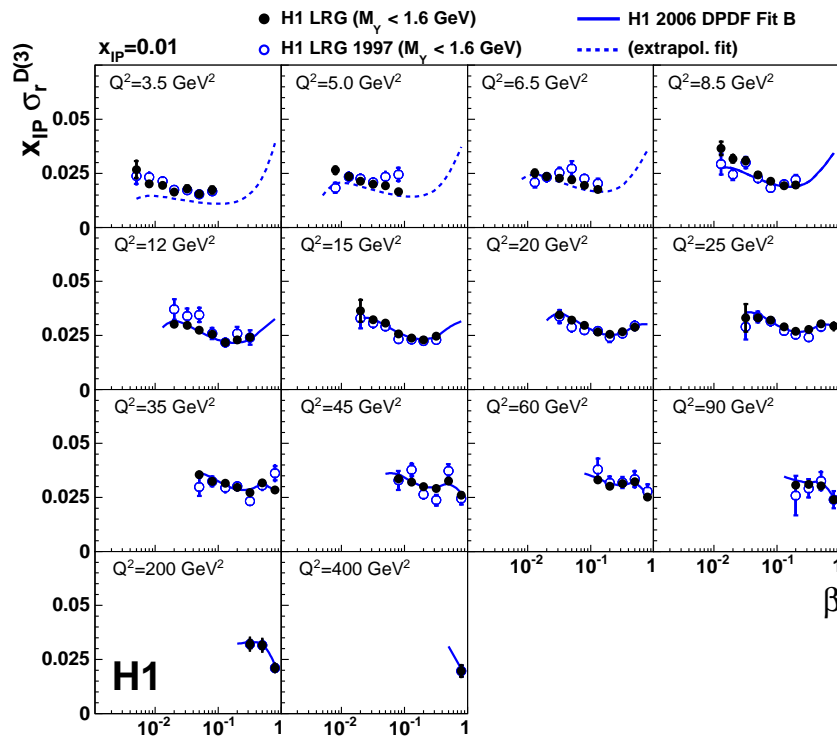 H1 LRG (M_Y < 1.6 GeV)
H1 2006 DPDF Fit B
x_IP=0.01
H1 LRG 1997 (M_Y < 1.6 GeV)
(extrapol. fit)
x_IP σ_r^D(3)
Q²=3.5 GeV²
Q²=5.0 GeV²
Q²=6.5 GeV²
Q²=8.5 GeV²
0.05
0.025
0
Q²=12 GeV²
Q²=15 GeV²
Q²=20 GeV²
Q²=25 GeV²
0.05
0.025
0
Q²=35 GeV²
Q²=45 GeV²
Q²=60 GeV²
Q²=90 GeV²
0.05
0.025
0
Q²=200 GeV²
Q²=400 GeV²
10⁻² 10⁻¹ 1
10⁻² 10⁻¹ 1
β
0.05
0.025
H1
0
10⁻² 10⁻¹ 1
10⁻² 10⁻¹ 1